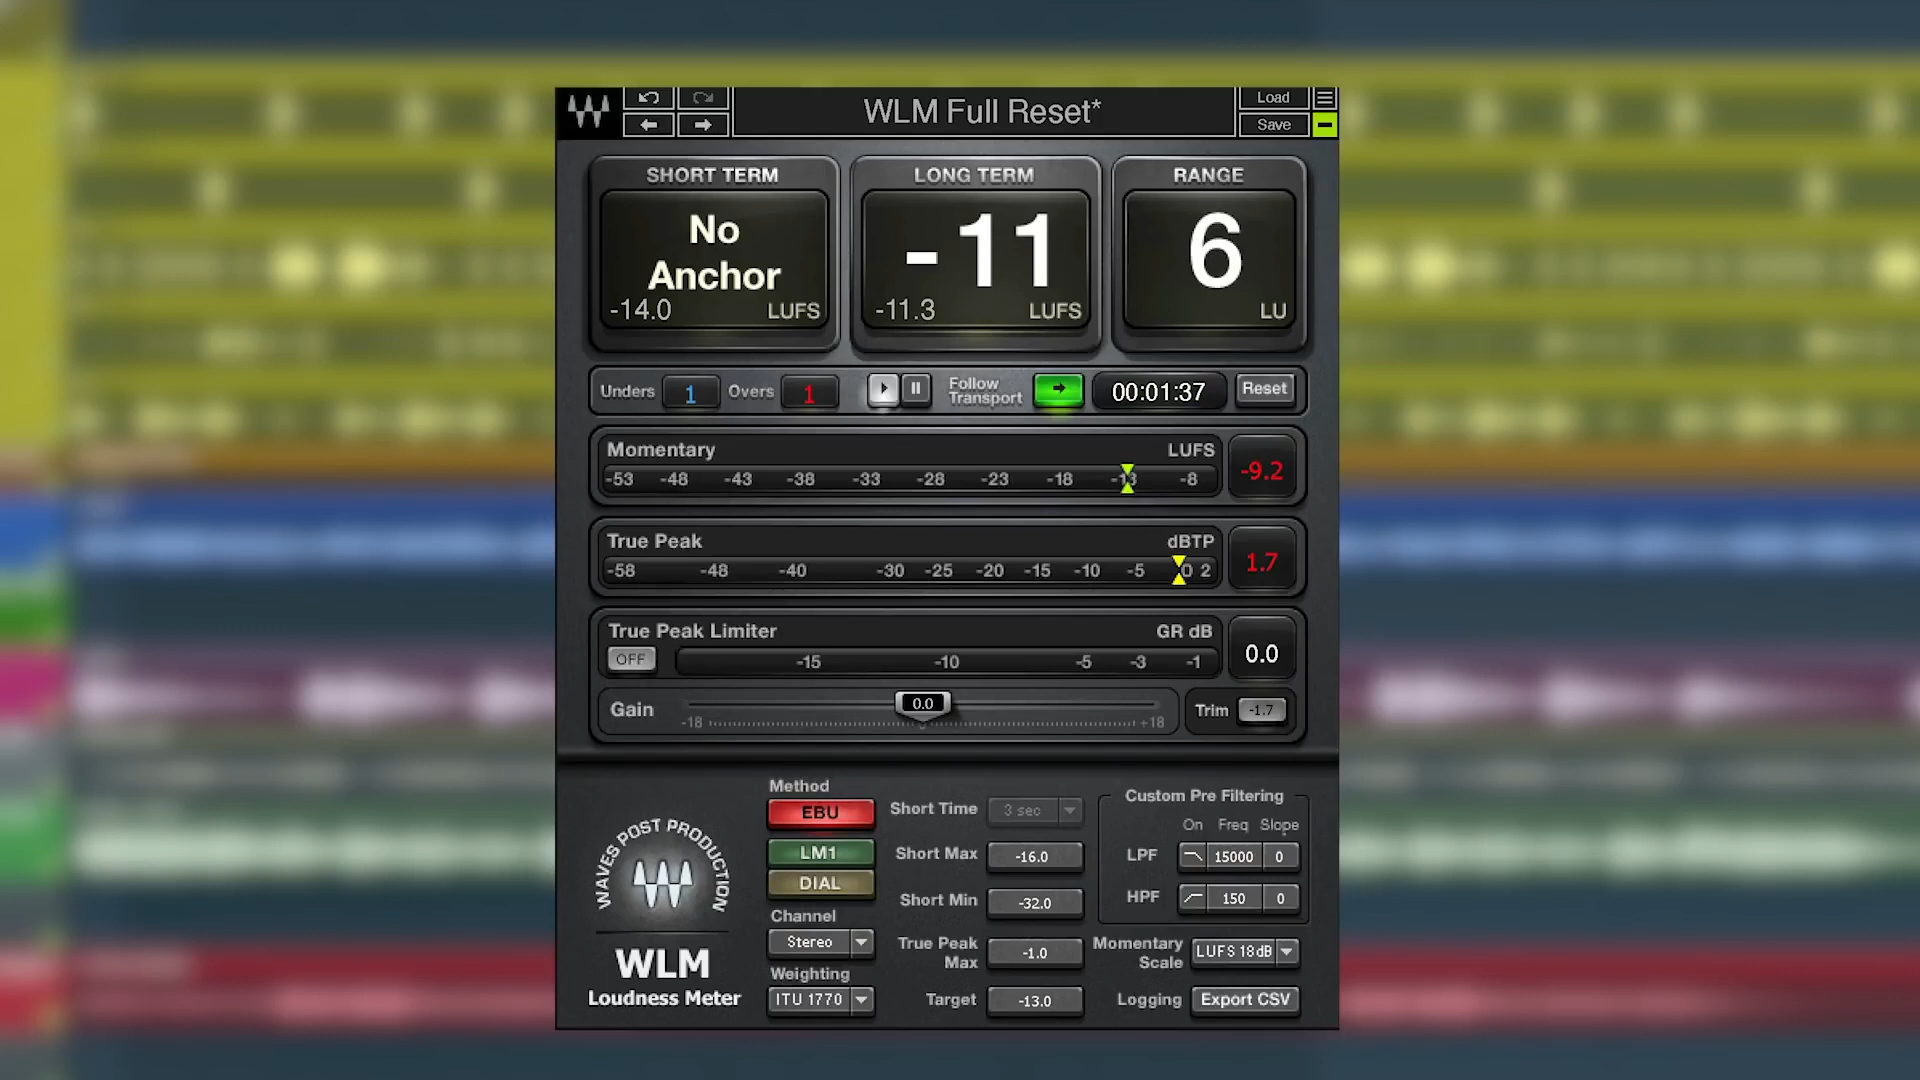 WLM Full Reset*
Load
Save
SHORT TERM
No
Anchor
-14.0 LUFS
LONG TERM
-11
-11.3 LUFS
RANGE
6
LU
Unders 1 Overs 1
Follow
Transport
00:01:37
Reset
Momentary LUFS
-53 -48 -43 -38 -33 -28 -23 -18 -13 -8
-9.2
True Peak dBTP
-58 -48 -40 -30 -25 -20 -15 -10 -5 0 2
1.7
True Peak Limiter GR dB
OFF
-15 -10 -5 -3 -1
0.0
Gain
0.0
-18 0 +18
Trim -1.7
WAVES POST PRODUCTION
WLM
Loudness Meter
Method
EBU
LM1
DIAL
Channel
Stereo
Weighting
ITU 1770
Short Time 3 sec
Short Max -16.0
Short Min -32.0
True Peak
Max
-1.0
Target -13.0
Custom Pre Filtering
On Freq Slope
LPF 15000 0
HPF 150 0
Momentary
Scale
LUFS 18dB
Logging Export CSV